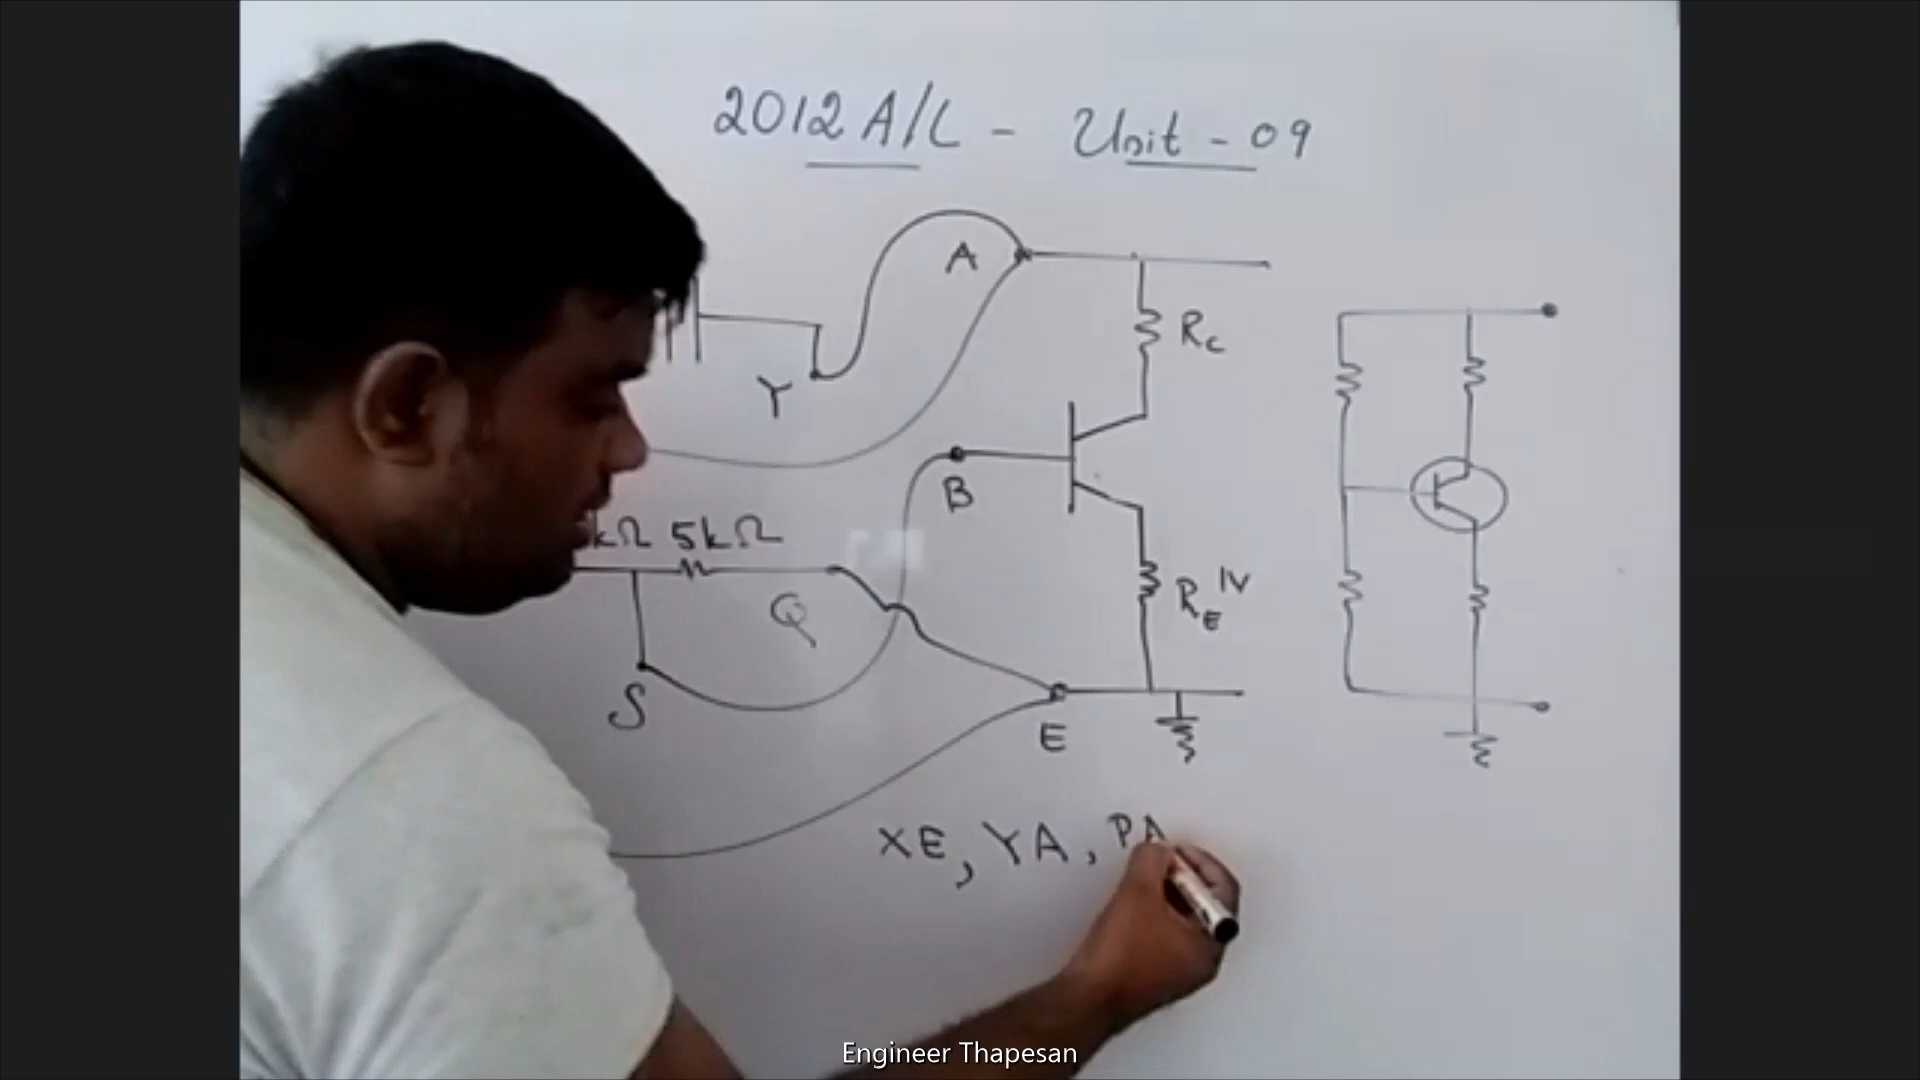 2012 A/L - Unit - 09
A
RC
Y
B
kΩ 5kΩ
Q
RE 1V
S
E
XE, YA, PA
Engineer Thapesan